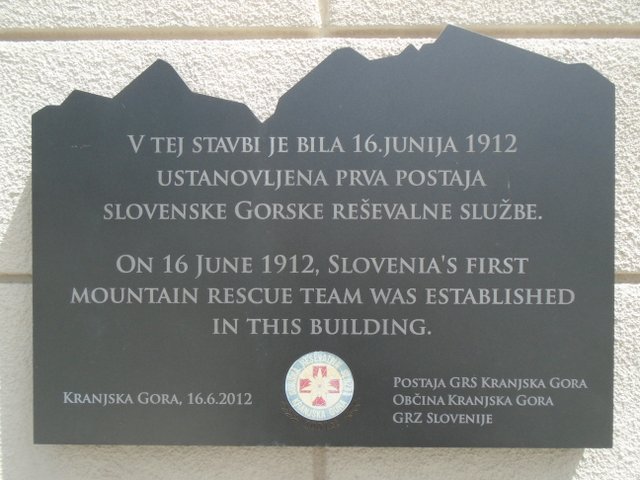 V TEJ STAVBI JE BILA 16.JUNIJA 1912
USTANOVLJENA PRVA POSTAJA
SLOVENSKE GORSKE REŠEVALNE SLUŽBE.
ON 16 JUNE 1912, SLOVENIA'S FIRST
MOUNTAIN RESCUE TEAM WAS ESTABLISHED
IN THIS BUILDING.
KRANJSKA GORA
KRANJSKA GORA, 16.6.2012
POSTAJA GRS KRANJSKA GORA
OBČINA KRANJSKA GORA
GRZ SLOVENIJE